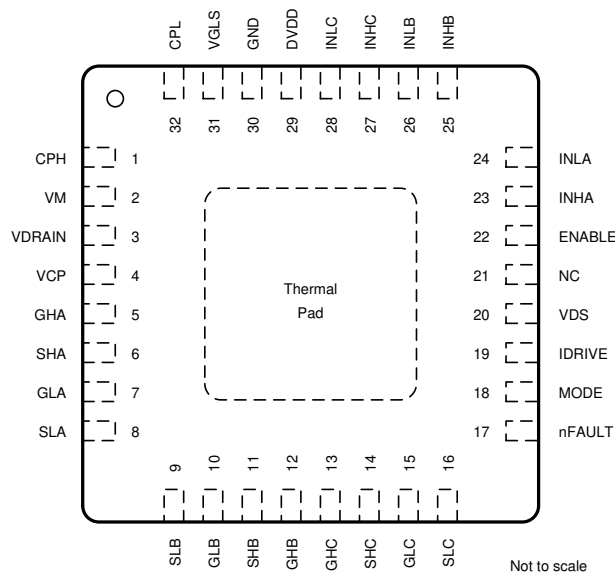 CPL VGLS GND DVDD INLC INHC INLB INHB
32 31 30 29 28 27 26 25
CPH 1 24 INLA
VM 2 23 INHA
VDRAIN 3 22 ENABLE
VCP 4 21 NC
GHA 5 20 VDS
SHA 6 19 IDRIVE
GLA 7 18 MODE
SLA 8 17 nFAULT
Thermal
Pad
9 10 11 12 13 14 15 16
SLB GLB SHB GHB GHC SHC GLC SLC
Not to scale